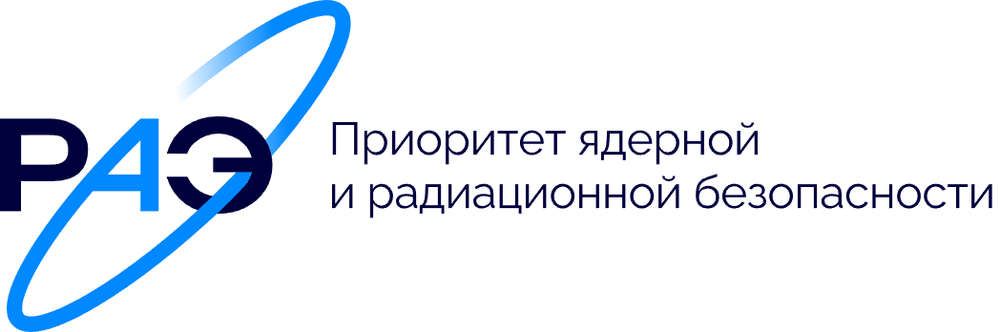 РАЭ
Приоритет ядерной
и радиационной безопасности